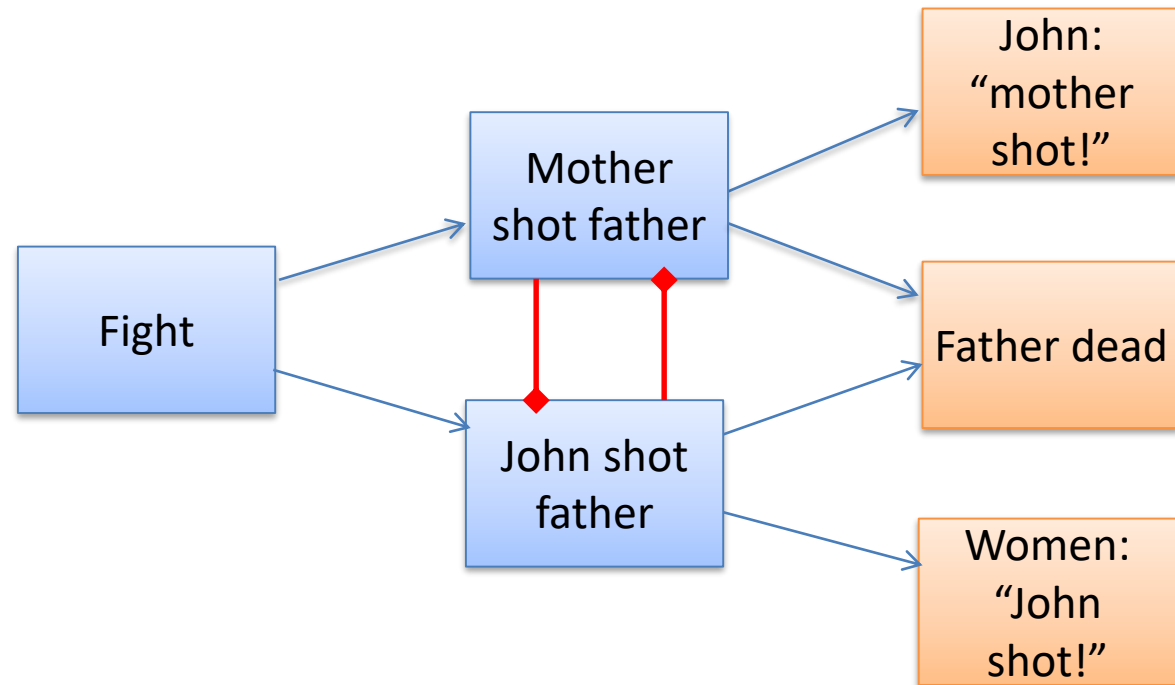 Fight
Mother
shot father
John shot
father
John:
“mother
shot!”
Father dead
Women:
“John
shot!”